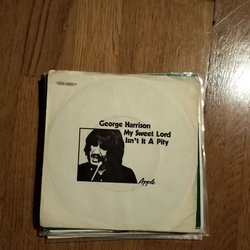 George Harrison
My Sweet Lord
Isn't It A Pity
Apple